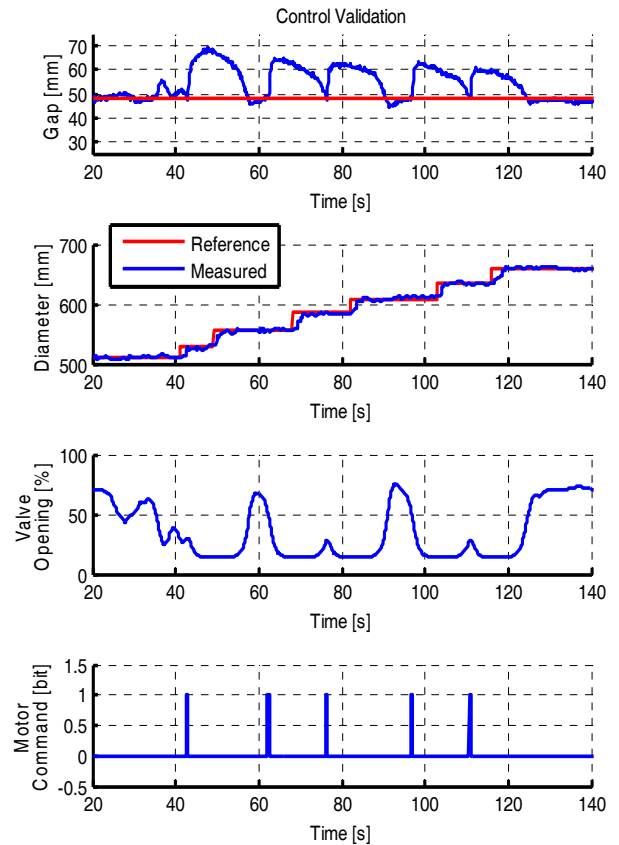 Control Validation
Gap [mm]
70
60
50
40
30
20 40 60 80 100 120 140
Time [s]
Diameter [mm]
700
600
500
Reference
Measured
20 40 60 80 100 120 140
Time [s]
Valve
Opening [%]
100
50
0
20 40 60 80 100 120 140
Time [s]
Motor
Command [bit]
1.5
1
0.5
0
-0.5
20 40 60 80 100 120 140
Time [s]